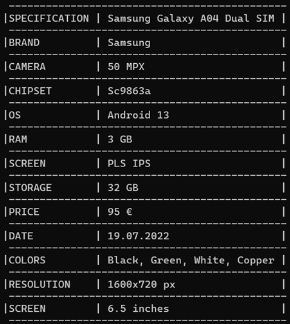 |SPECIFICATION | Samsung Galaxy A04 Dual SIM |
|BRAND | Samsung |
|CAMERA | 50 MPX |
|CHIPSET | Sc9863a |
|OS | Android 13 |
|RAM | 3 GB |
|SCREEN | PLS IPS |
|STORAGE | 32 GB |
|PRICE | 95 € |
|DATE | 19.07.2022 |
|COLORS | Black, Green, White, Copper |
|RESOLUTION | 1600x720 px |
|SCREEN | 6.5 inches |